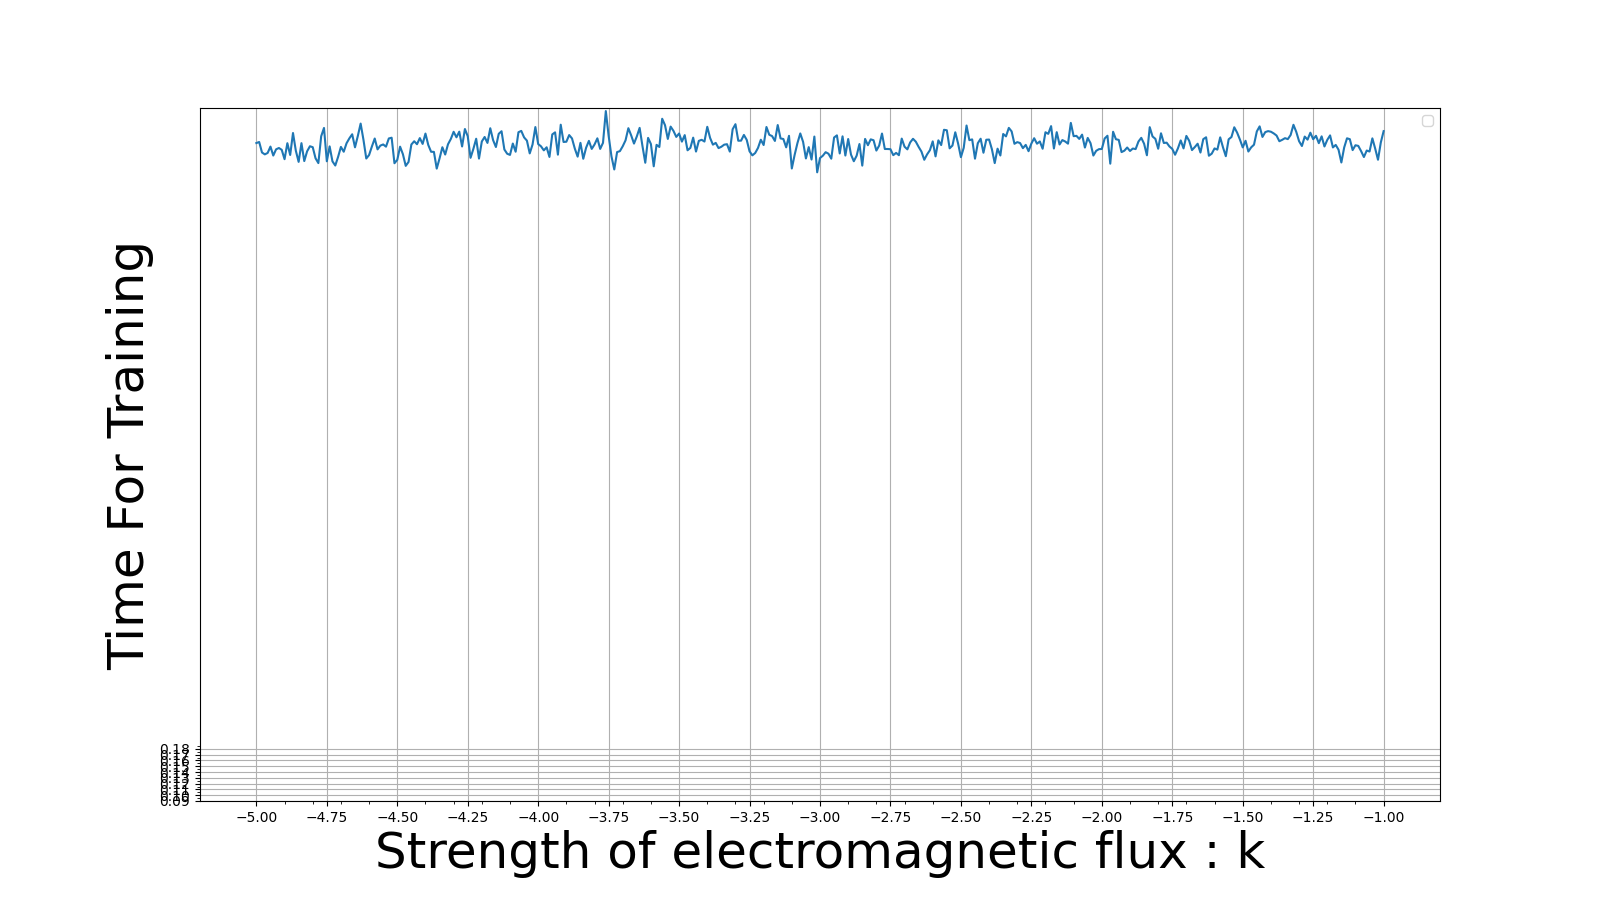 Time For Training
0.18
0.09
−5.00 −4.75 −4.50 −4.25 −4.00 −3.75 −3.50 −3.25 −3.00 −2.75 −2.50 −2.25 −2.00 −1.75 −1.50 −1.25 −1.00
Strength of electromagnetic flux : k